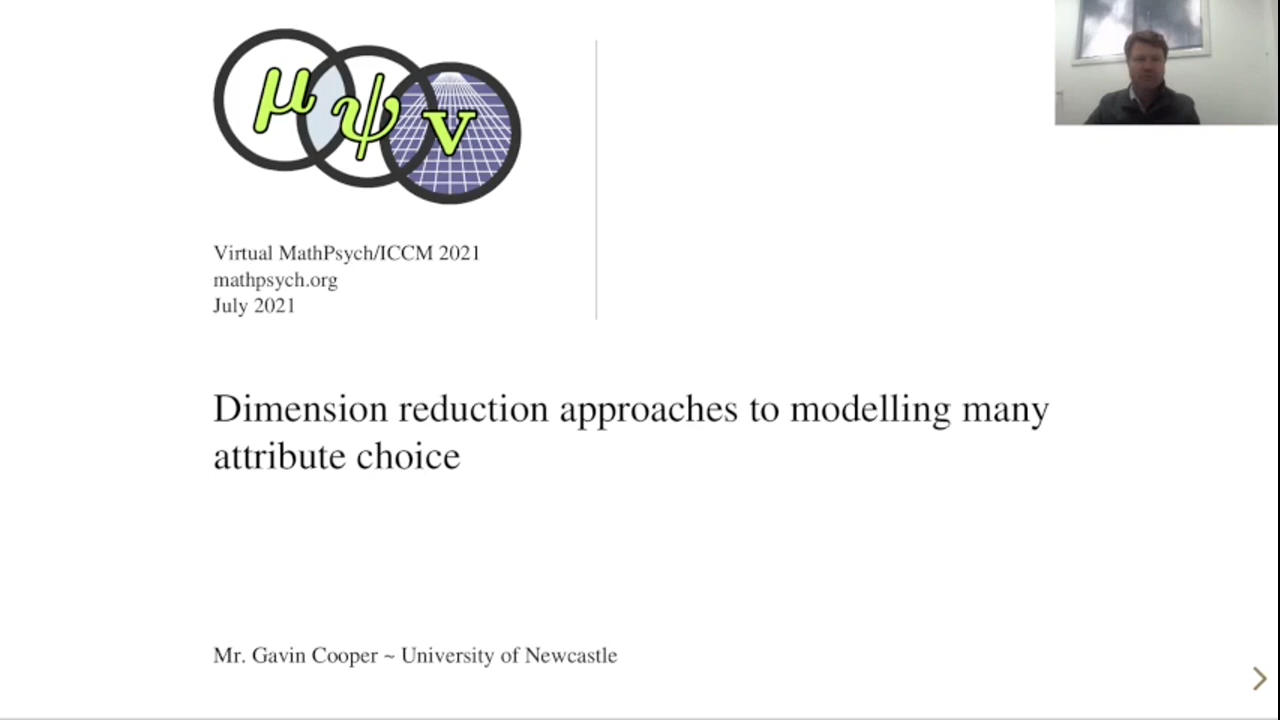 μ ψ v
Virtual MathPsych/ICCM 2021
mathpsych.org
July 2021
Dimension reduction approaches to modelling many
attribute choice
Mr. Gavin Cooper ~ University of Newcastle